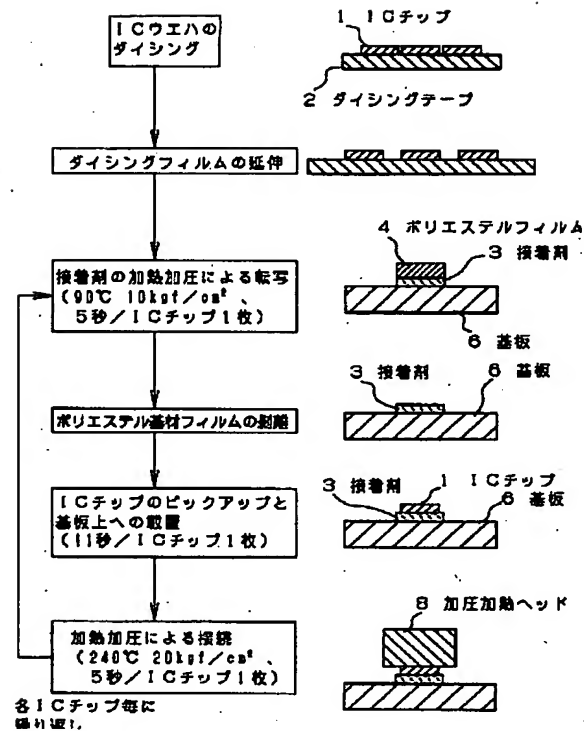 ICウエハの
ダイシング
1 ICチップ
2 ダイシングテープ
ダイシングフィルムの延伸
4 ポリエステルフィルム
3 接着剤
接着剤の加熱加圧による転写
(90℃ 10kgf/cm²、
5秒/ICチップ1枚)
6 基板
3 接着剤
6 基板
ポリエステル基材フィルムの剥離
1 ICチップ
3 接着剤
6 基板
ICチップのピックアップと
基板上への載置
(11秒/ICチップ1枚)
8 加圧加熱ヘッド
加熱加圧による接続
(240℃ 20kgf/cm²、
5秒/ICチップ1枚)
各ICチップ毎に
繰り返し